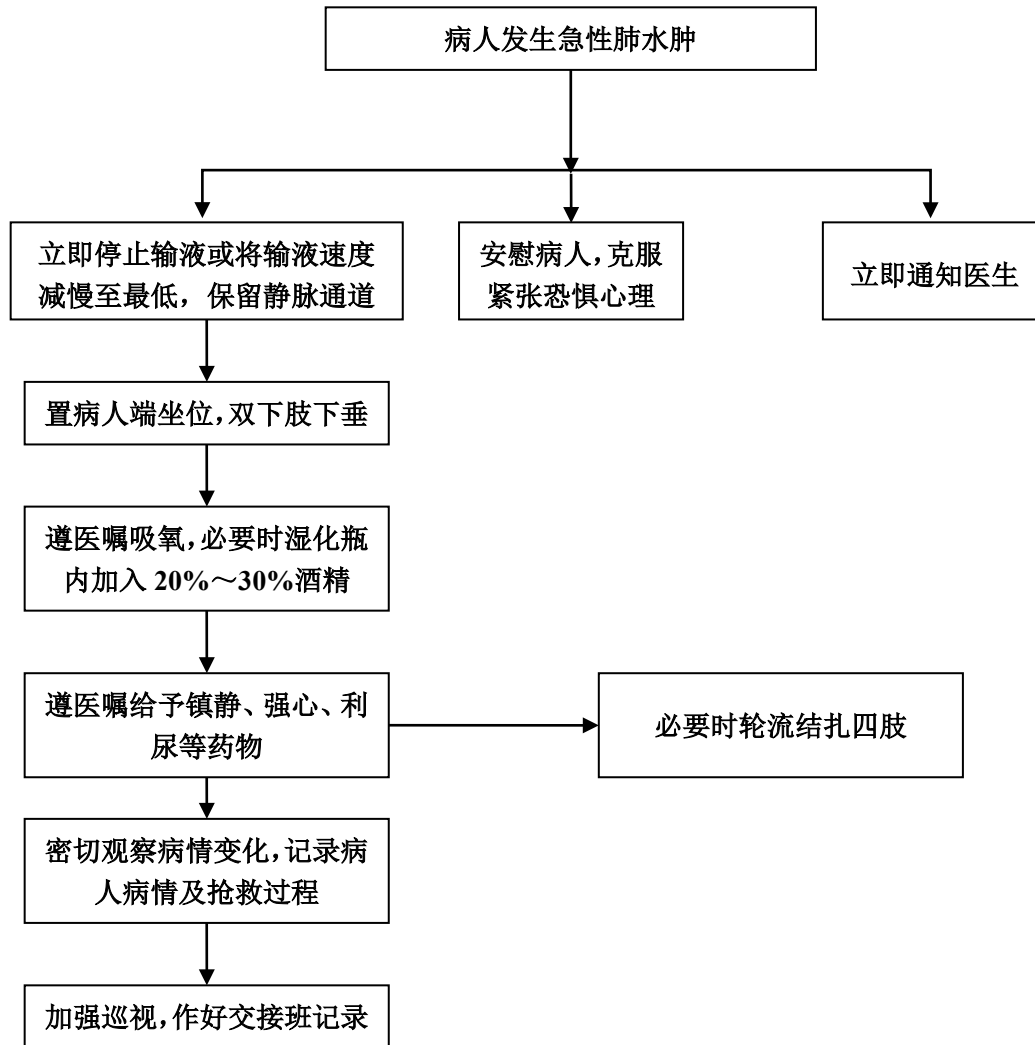 病人发生急性肺水肿
立即停止输液或将输液速度
减慢至最低，保留静脉通道
安慰病人，克服
紧张恐惧心理
立即通知医生
置病人端坐位，双下肢下垂
遵医嘱吸氧，必要时湿化瓶
内加入 20%～30%酒精
遵医嘱给予镇静、强心、利
尿等药物
必要时轮流结扎四肢
密切观察病情变化，记录病
人病情及抢救过程
加强巡视，作好交接班记录